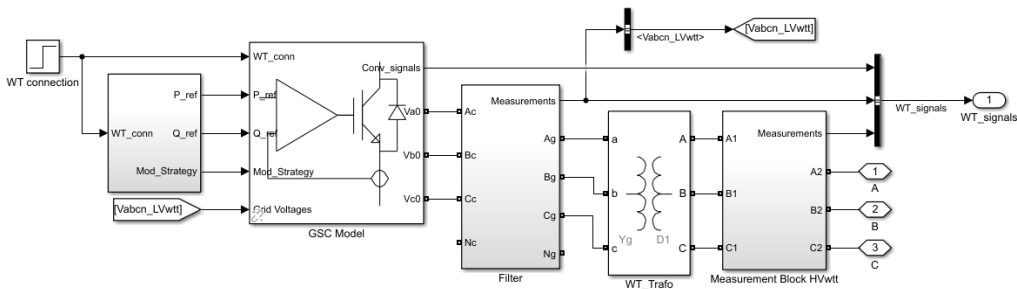 [Vabcn_LVwtt]
<Vabcn_LVwtt>
WT connection
WT_conn
P_ref
Q_ref
Mod_Strategy
[Vabcn_LVwtt]
WT_conn
P_ref
Q_ref
Mod_Strategy
Grid Voltages
Conv_signals
Va0
Vb0
Vc0
GSC Model
Ac
Bc
Cc
Nc
Measurements
Ag
Bg
Cg
Ng
Filter
a
b
c
A
B
C
Yg
D1
WT_Trafo
A1
B1
C1
Measurements
A2
B2
C2
Measurement Block HVwtt
WT_signals
1
WT_signals
1
A
2
B
3
C